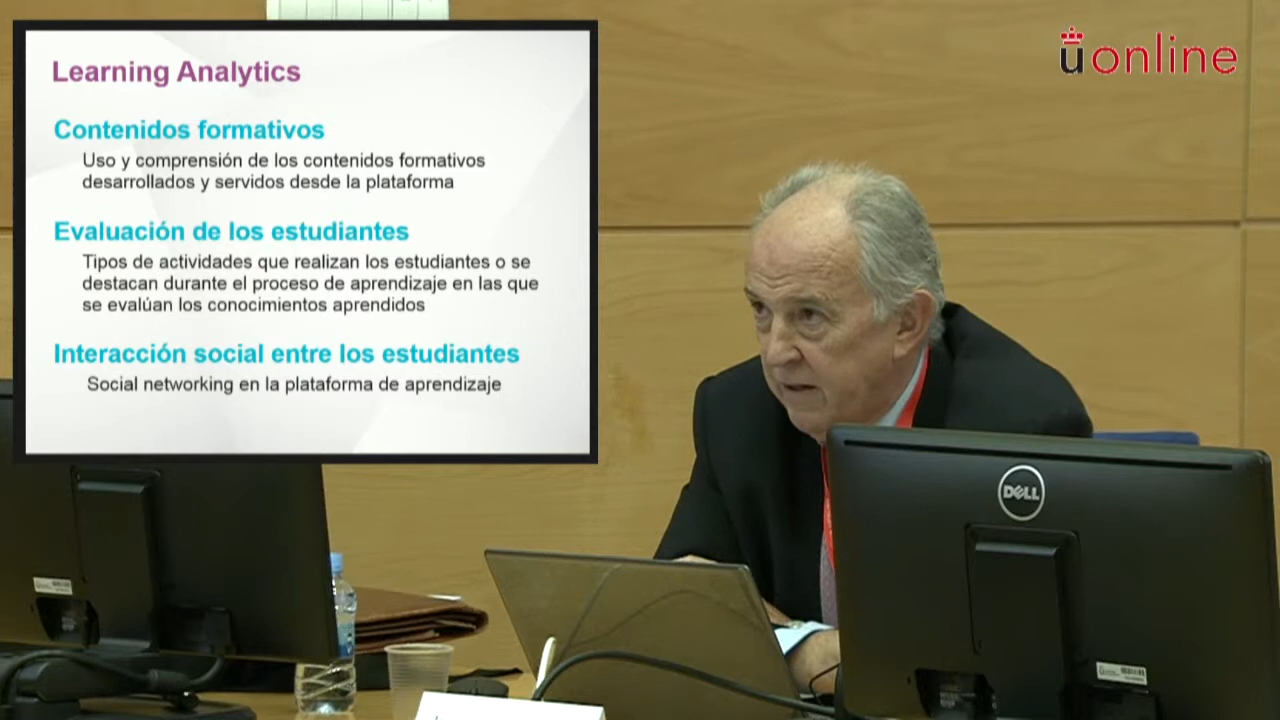 Learning Analytics
Contenidos formativos
Uso y comprensión de los contenidos formativos
desarrollados y servidos desde la plataforma
Evaluación de los estudiantes
Tipos de actividades que realizan los estudiantes o se
destacan durante el proceso de aprendizaje en las que
se evalúan los conocimientos aprendidos
Interacción social entre los estudiantes
Social networking en la plataforma de aprendizaje
uonline
DELL